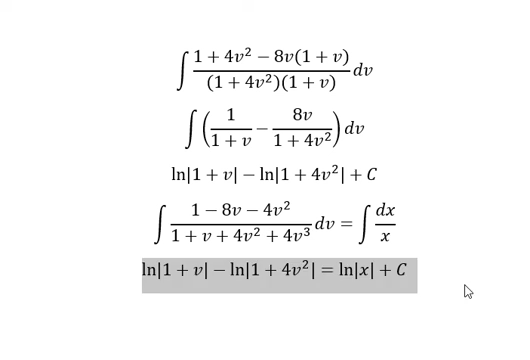 ∫ (1 + 4v² − 8v(1 + v))/((1 + 4v²)(1 + v)) dv
∫ (1/(1 + v) − 8v/(1 + 4v²)) dv
ln|1 + v| − ln|1 + 4v²| + C
∫ (1 − 8v − 4v²)/(1 + v + 4v² + 4v³) dv = ∫ dx/x
ln|1 + v| − ln|1 + 4v²| = ln|x| + C